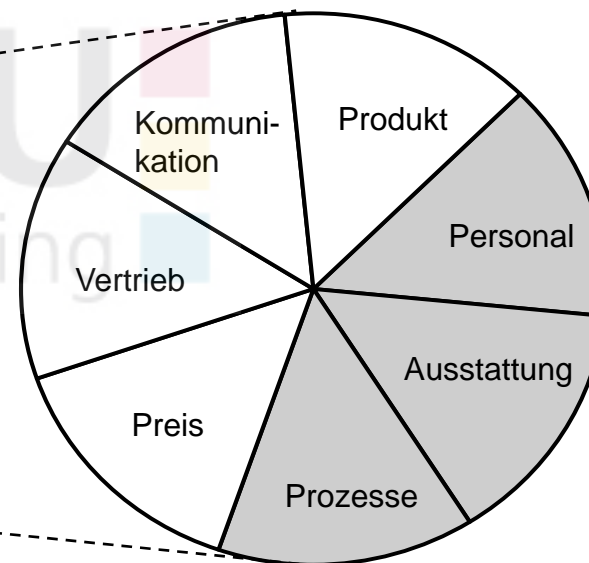 Kommuni-
kation
Produkt
Personal
Vertrieb
Ausstattung
Preis
Prozesse